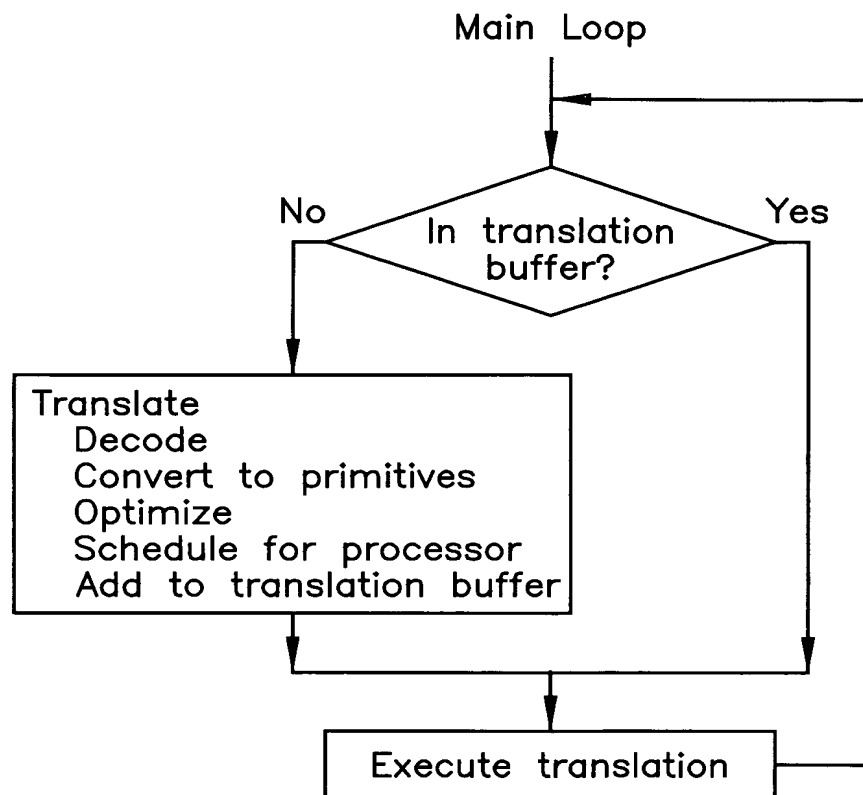 Main Loop
No
Yes
In translation
buffer?
Translate
Decode
Convert to primitives
Optimize
Schedule for processor
Add to translation buffer
Execute translation